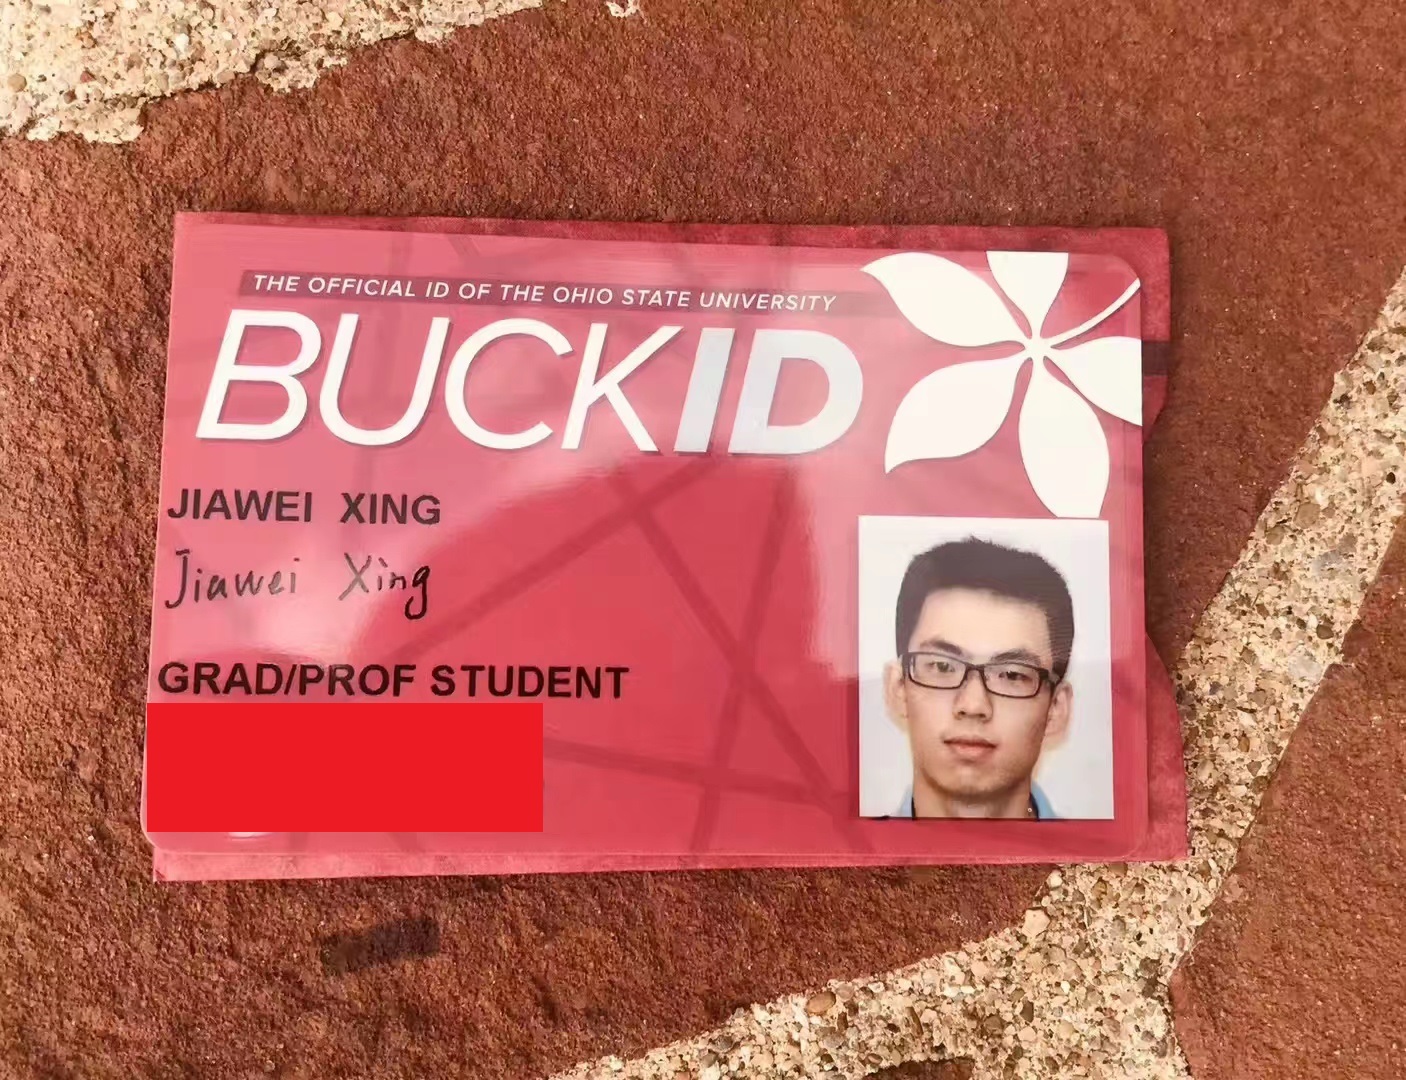 THE OFFICIAL ID OF THE OHIO STATE UNIVERSITY
BUCKID
JIAWEI XING
Jiawei Xing
GRAD/PROF STUDENT